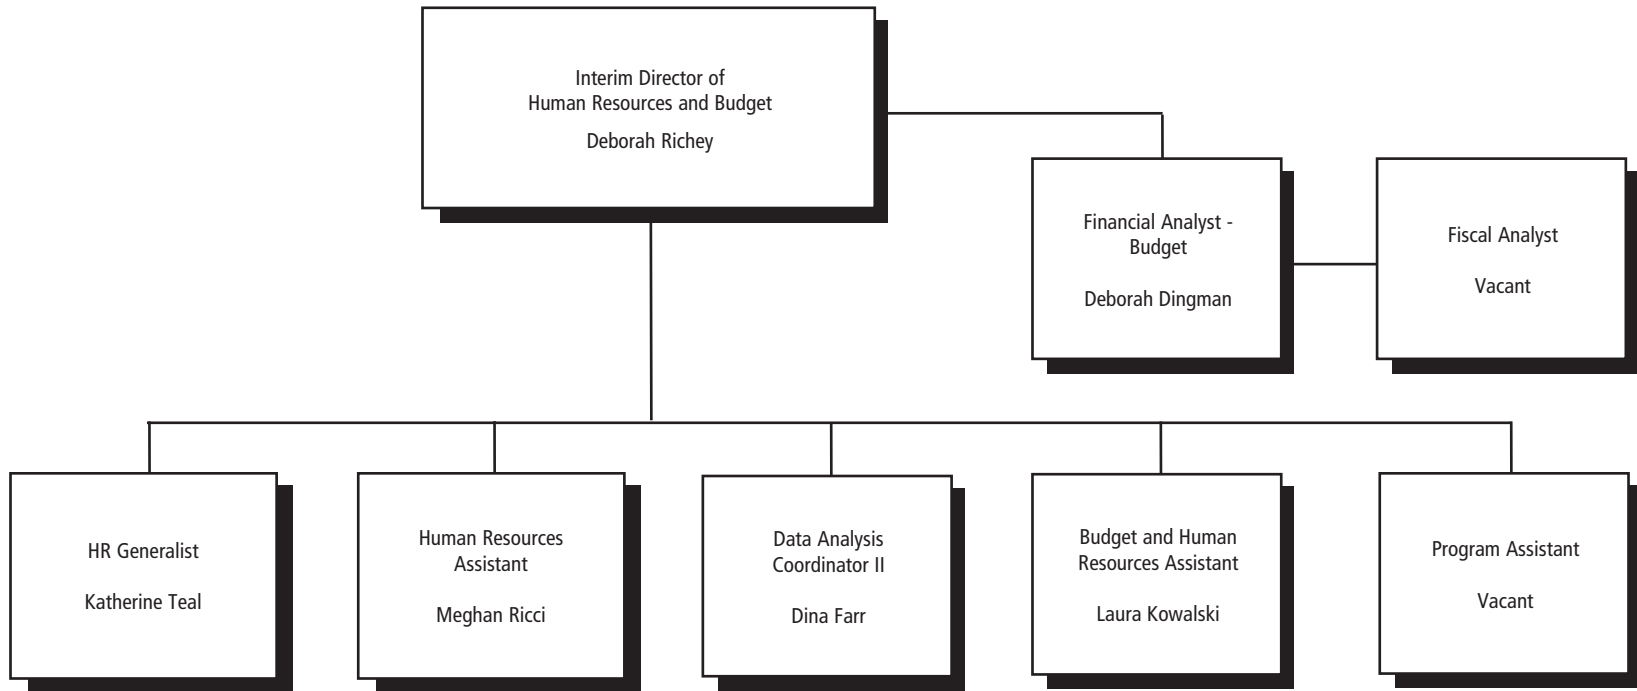 Interim Director of
Human Resources and Budget
Deborah Richey
Financial Analyst -
Budget
Deborah Dingman
Fiscal Analyst
Vacant
HR Generalist
Katherine Teal
Human Resources
Assistant
Meghan Ricci
Data Analysis
Coordinator II
Dina Farr
Budget and Human
Resources Assistant
Laura Kowalski
Program Assistant
Vacant